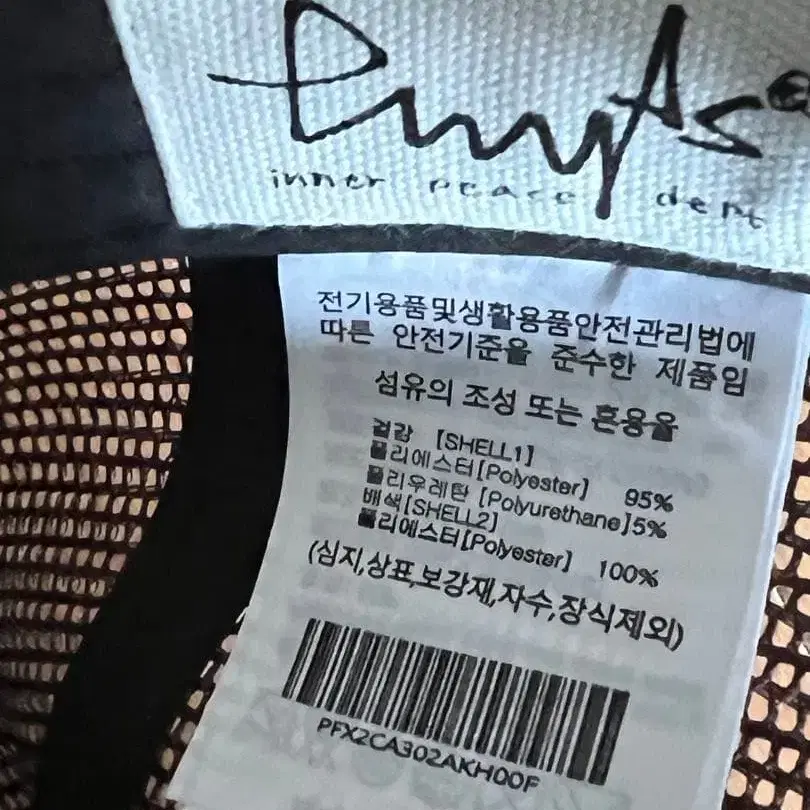 inner peace dept
전기용품및생활용품안전관리법에
따른 안전기준을 준수한 제품임
섬유의 조성 또는 혼용율
겉감 [SHELL1]
폴리에스터[Polyester] 95%
폴리우레탄 [Polyurethane]5%
배색[SHELL2]
폴리에스터[Polyester] 100%
(심지,상표,보강재,자수,장식제외)
PFX2CA302AKH00F